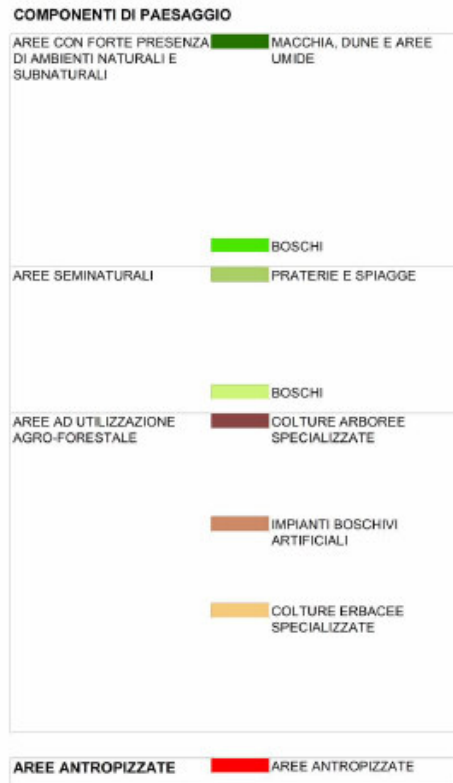 COMPONENTI DI PAESAGGIO
AREE CON FORTE PRESENZA
DI AMBIENTI NATURALI E
SUBNATURALI
MACCHIA, DUNE E AREE
UMIDE
BOSCHI
AREE SEMINATURALI
PRATERIE E SPIAGGE
BOSCHI
AREE AD UTILIZZAZIONE
AGRO-FORESTALE
COLTURE ARBOREE
SPECIALIZZATE
IMPIANTI BOSCHIVI
ARTIFICIALI
COLTURE ERBACEE
SPECIALIZZATE
AREE ANTROPIZZATE
AREE ANTROPIZZATE